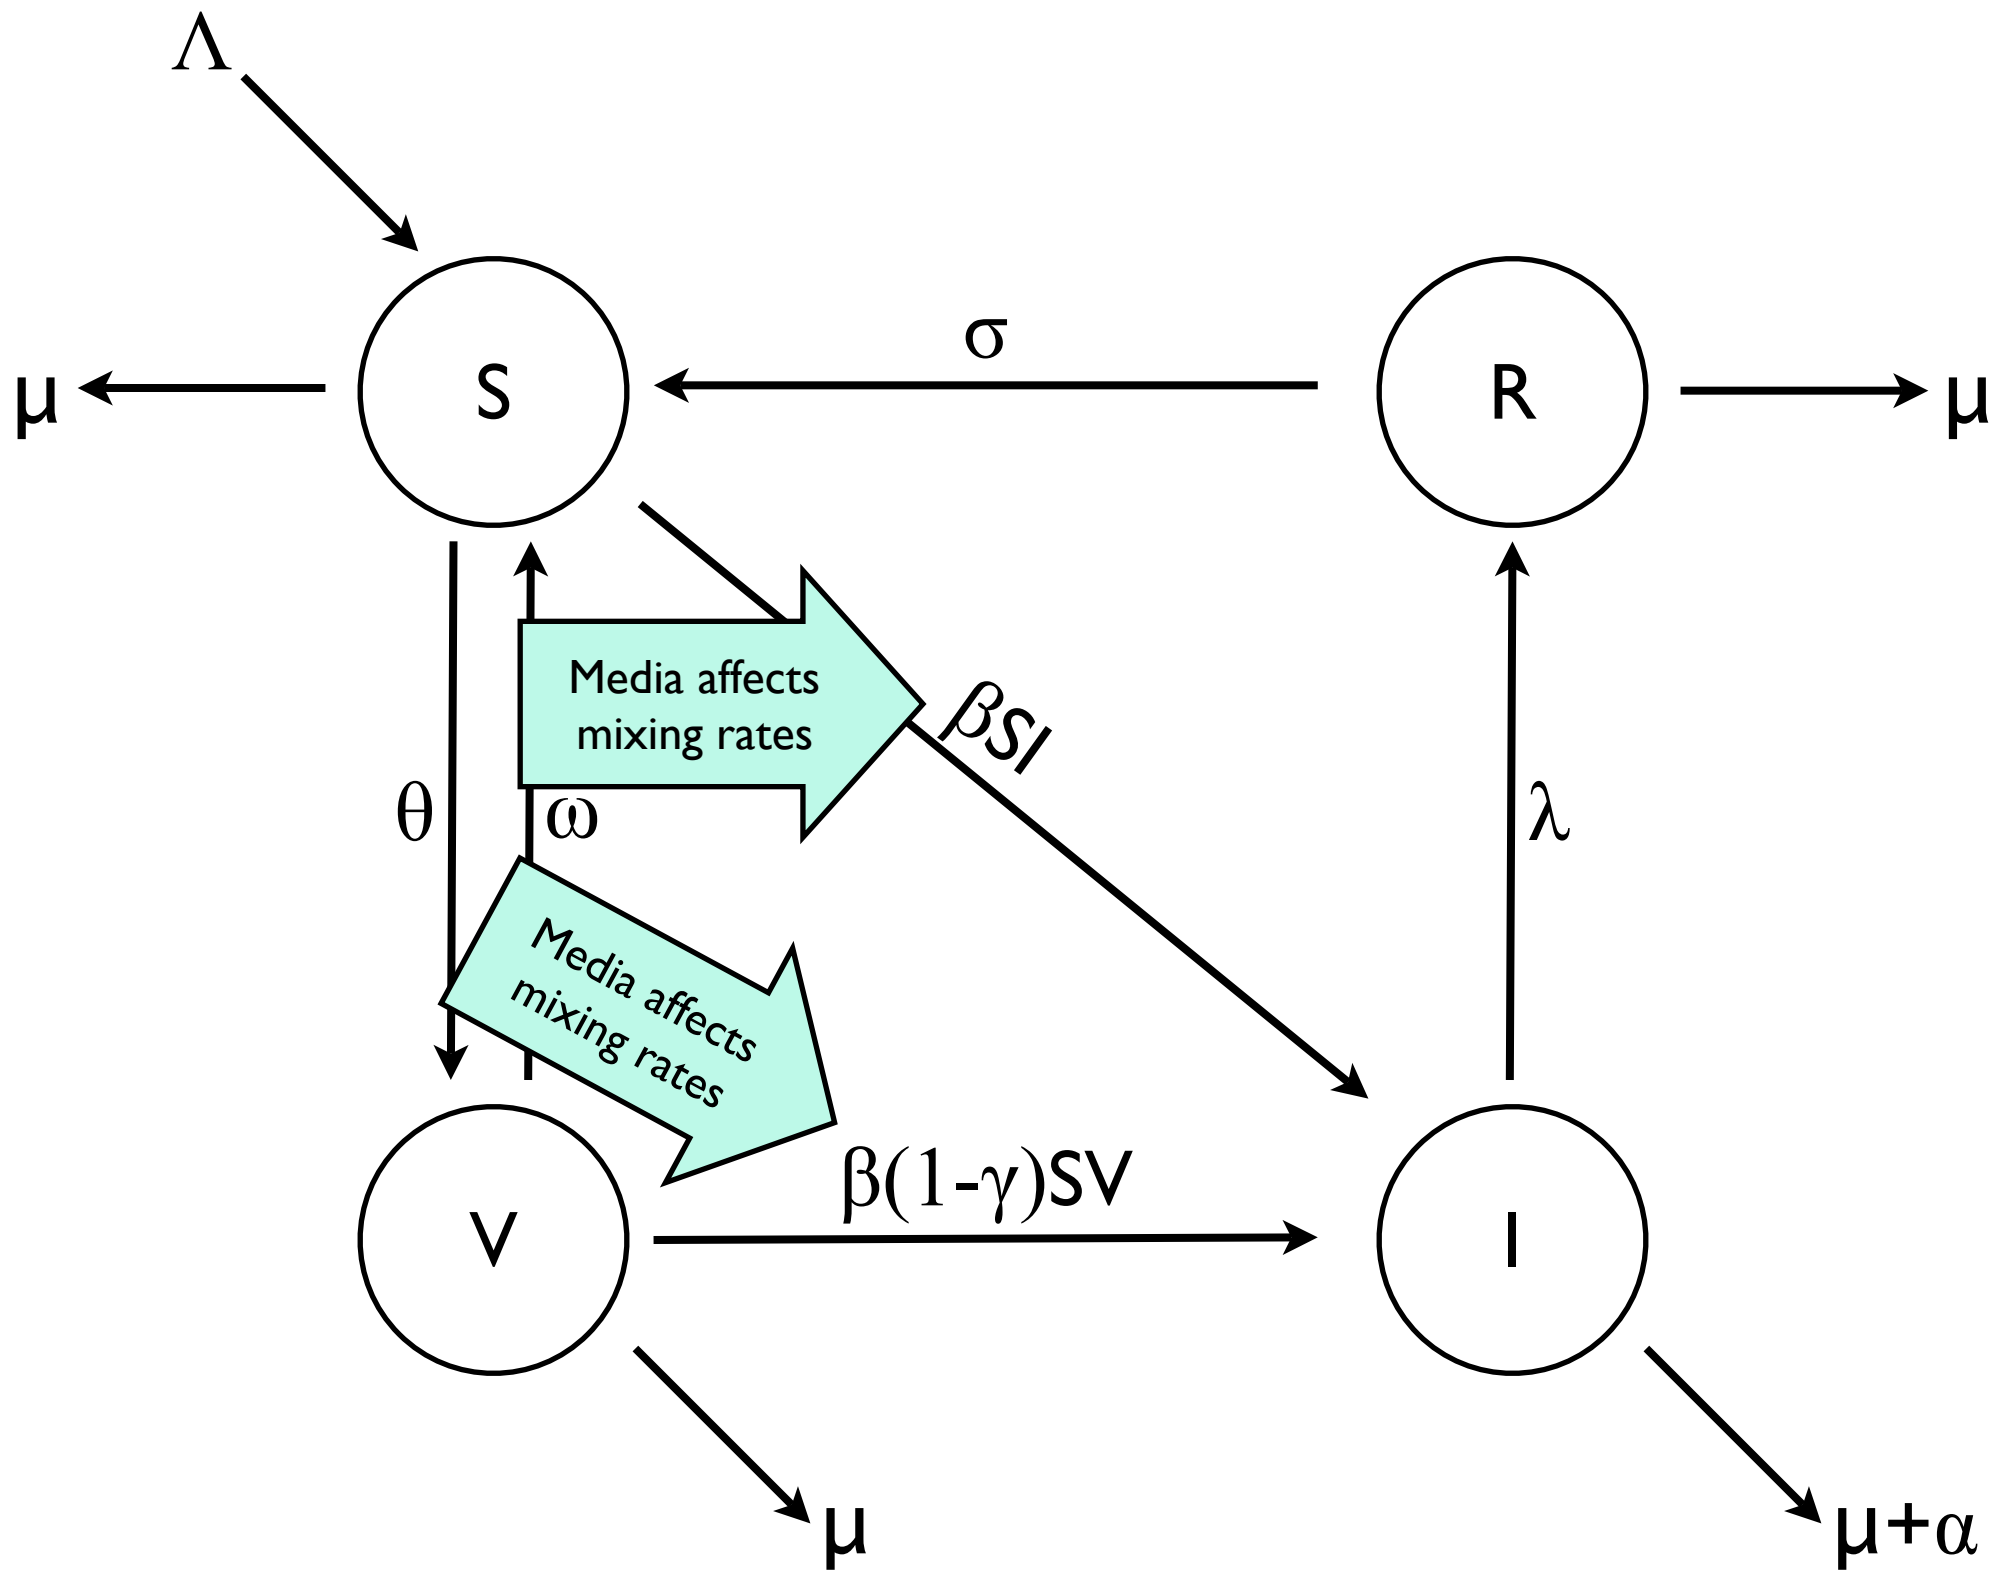 Λ
μ
S
σ
R
μ
Media affects
mixing rates
βSI
θ
ω
λ
Media affects
mixing rates
β(1-γ)SV
V
I
μ
μ+α